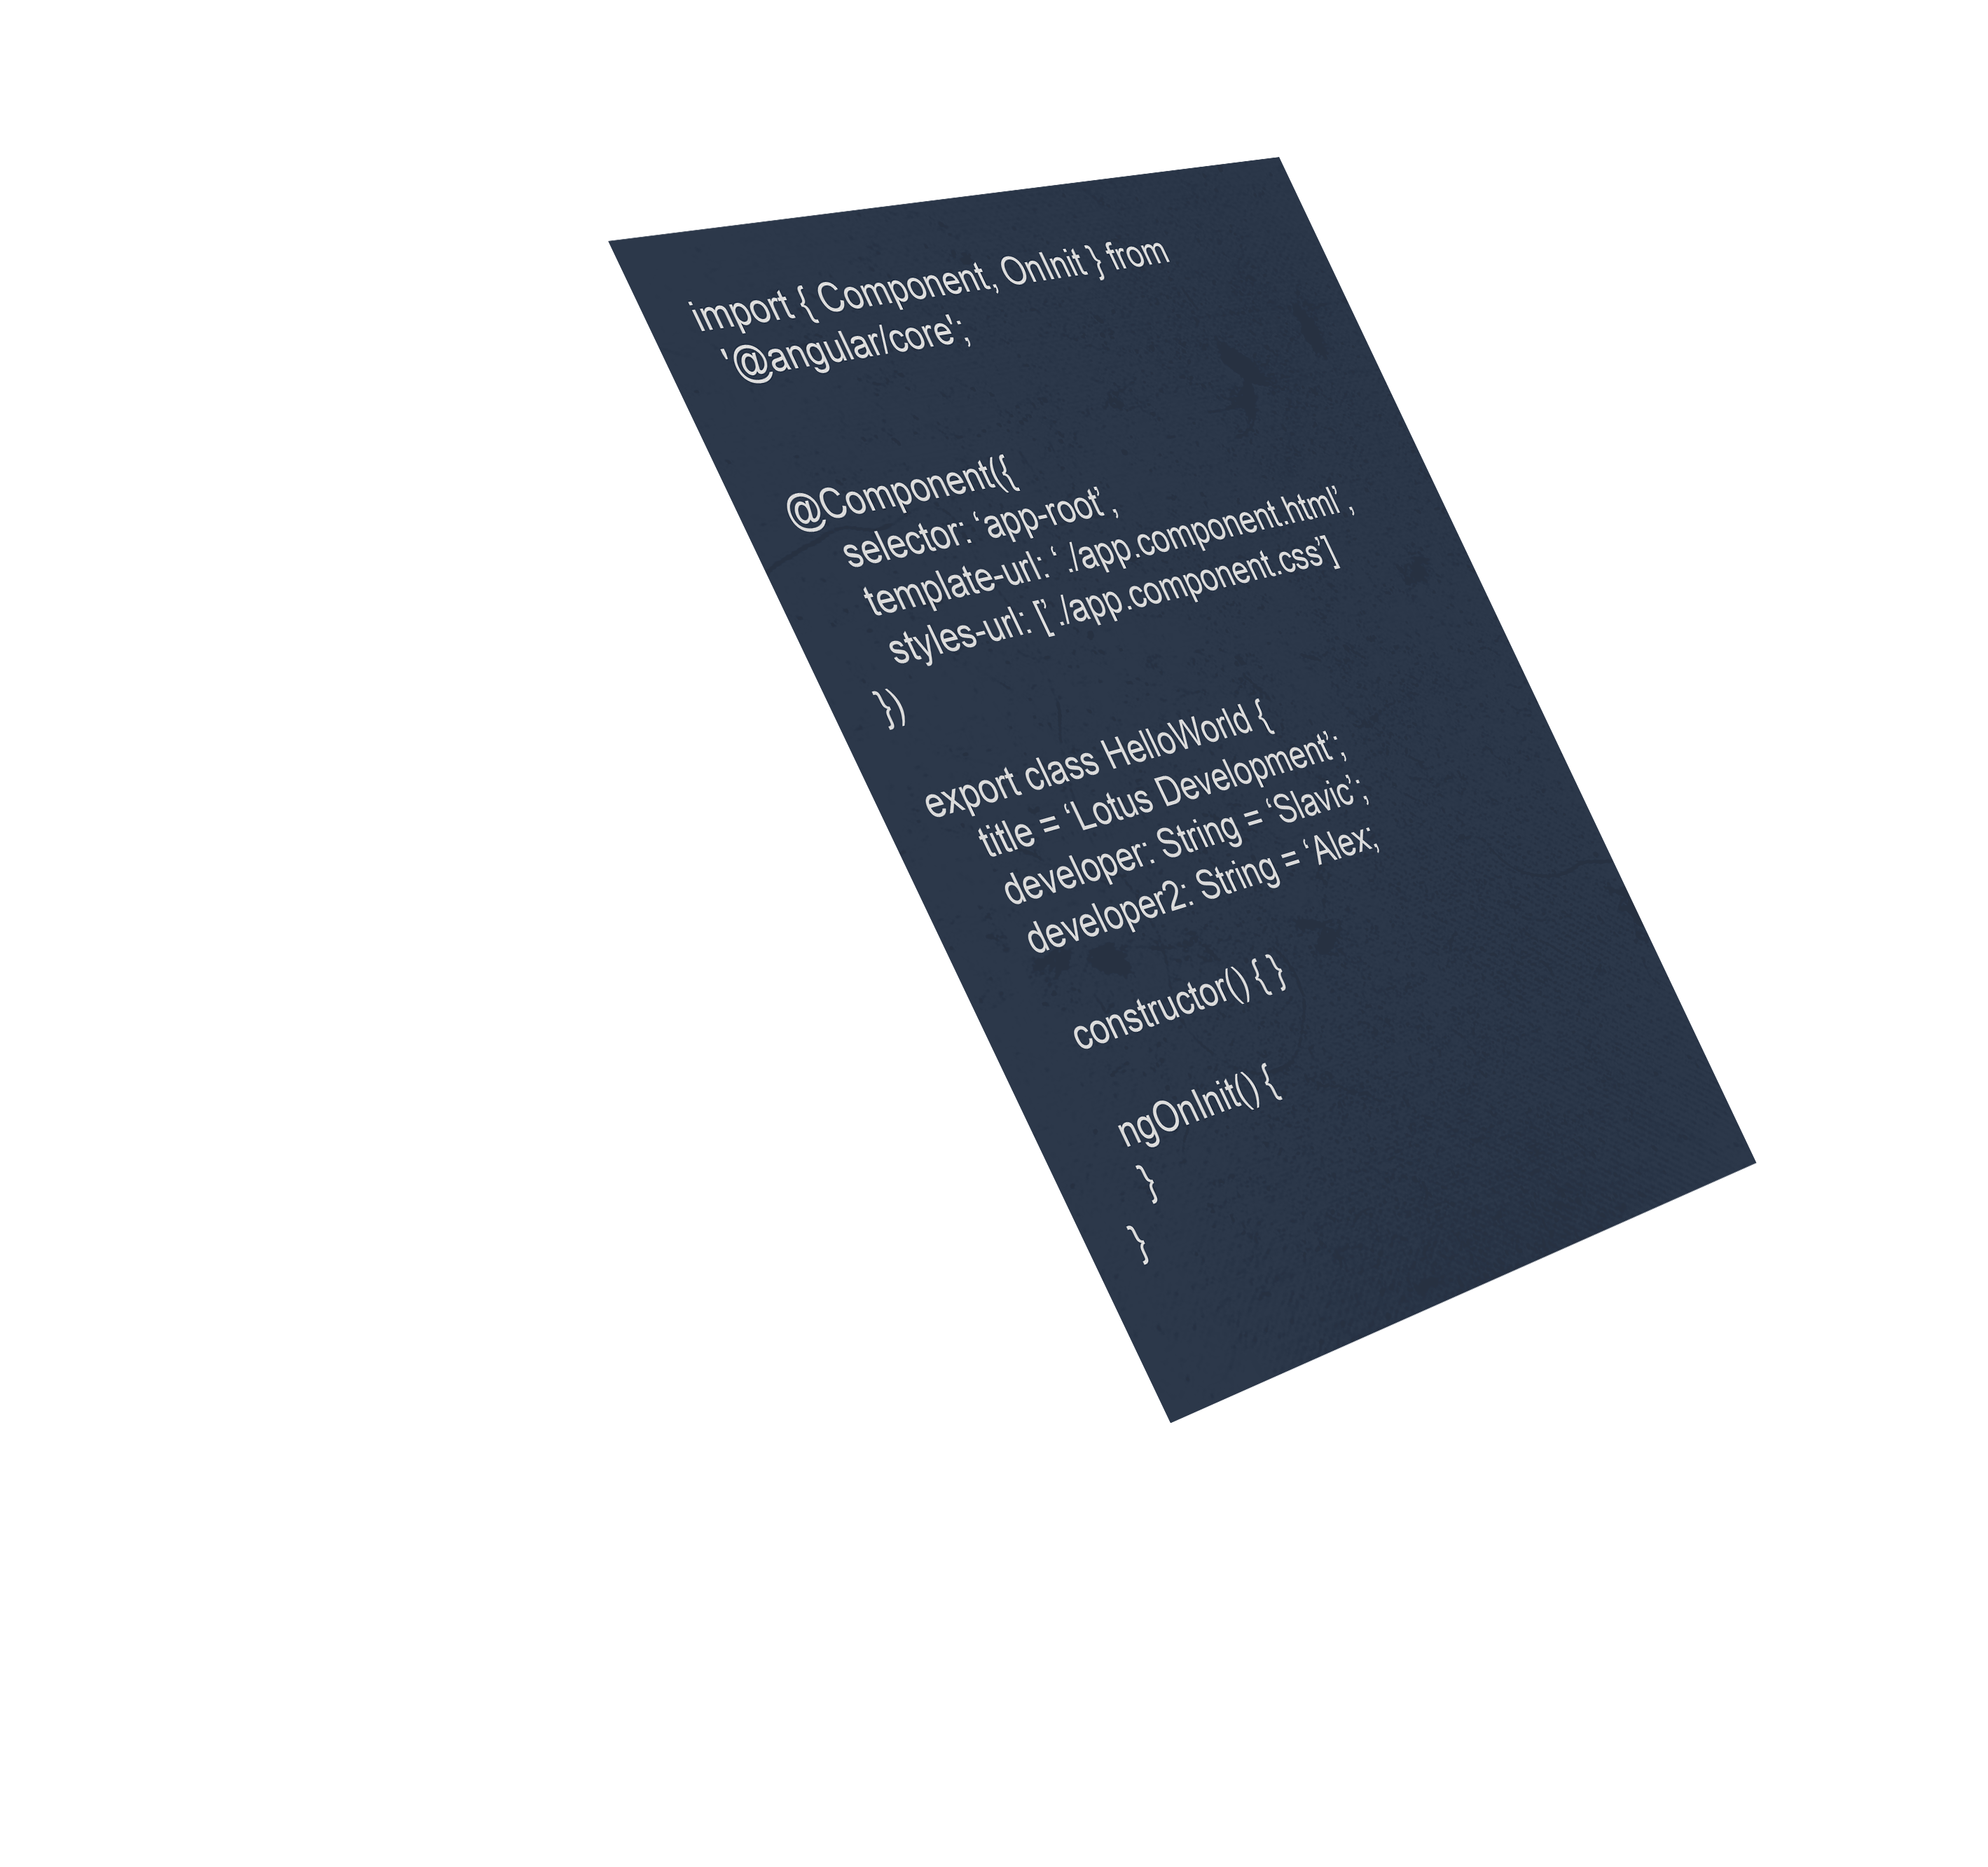 import { Component, OnInit } from
'@angular/core';
@Component({
selector: ‘app-root’,
template-url: ‘ ./app.component.html’ ,
styles-url: [’ ./app.component.css’]
})
export class HelloWorld {
title = ‘Lotus Development’ ;
developer: String = ‘Slavic’;
developer2: String = ‘Alex;
constructor() { }
ngOnInit() {
}
}